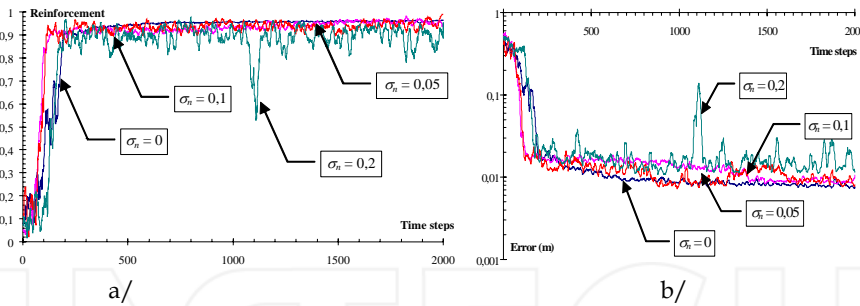 Reinforcement
1
0,9
0,8
0,7
0,6
0,5
0,4
0,3
0,2
0,1
0
0 500 1000 1500 2000
Time steps
σn = 0,1
σn = 0,05
σn = 0
σn = 0,2
a/
500 1000 1500 200
Time steps
1
0,1
0,01
0,001
Error (m)
σn = 0,2
σn = 0,1
σn = 0,05
σn = 0
b/